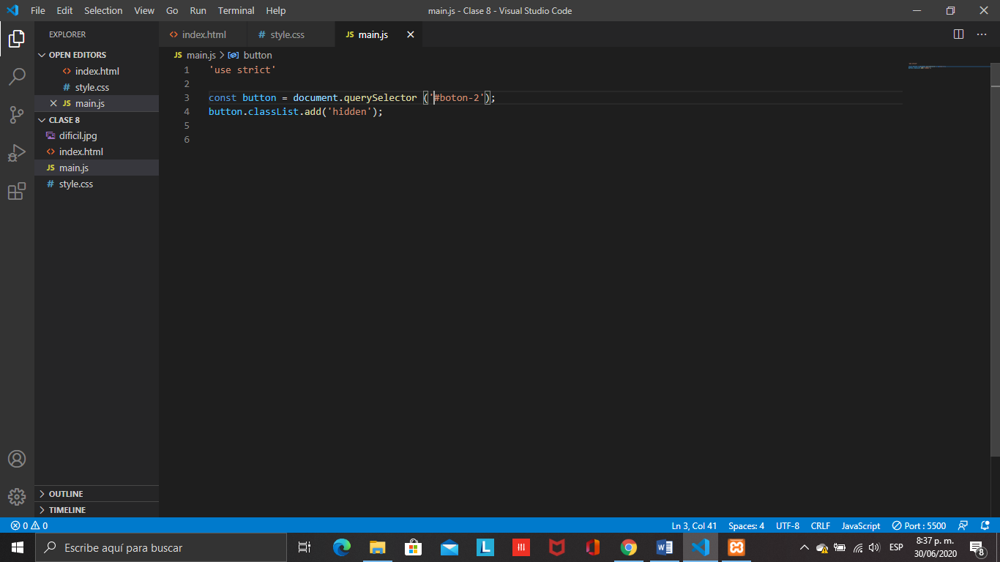 File Edit Selection View Go Run Terminal Help
main.js - Clase 8 - Visual Studio Code
EXPLORER
OPEN EDITORS
index.html
style.css
JS main.js
CLASE 8
dificil.jpg
index.html
JS main.js
style.css
OUTLINE
TIMELINE
<> index.html # style.css JS main.js
JS main.js > button
1 'use strict'
2
3 const button = document.querySelector ('#boton-2');
4 button.classList.add('hidden');
5
6
0 0 Ln 3, Col 41 Spaces: 4 UTF-8 CRLF JavaScript Port : 5500
Escribe aquí para buscar
L
W
ESP
8:37 p. m.
30/06/2020
8